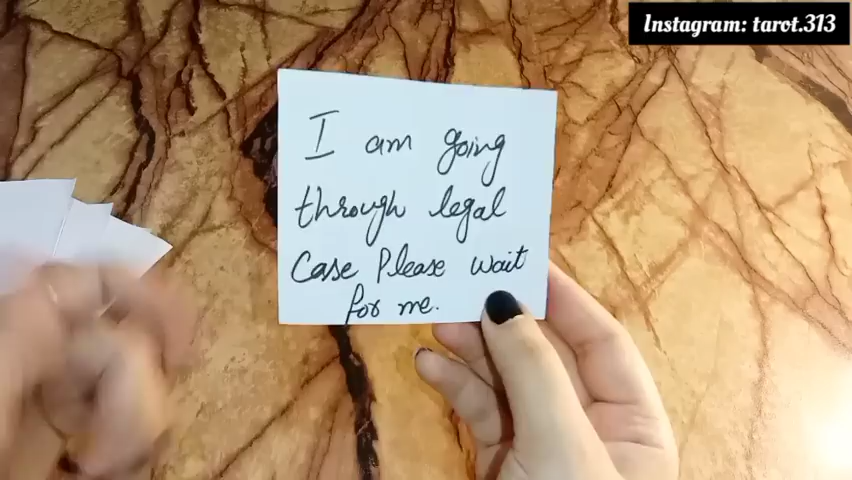 Instagram: tarot.313
I am going
through legal
Case Please wait
for me.